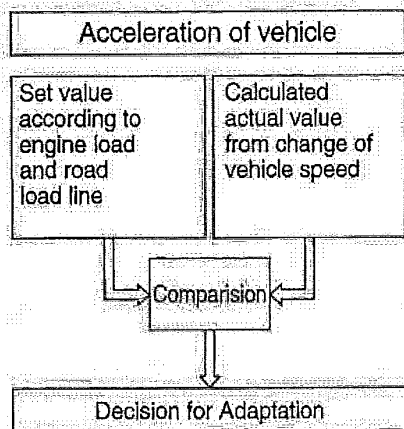 Acceleration of vehicle
Set value
according to
engine load
and road
load line
Calculated
actual value
from change of
vehicle speed
Comparision
Decision for Adaptation